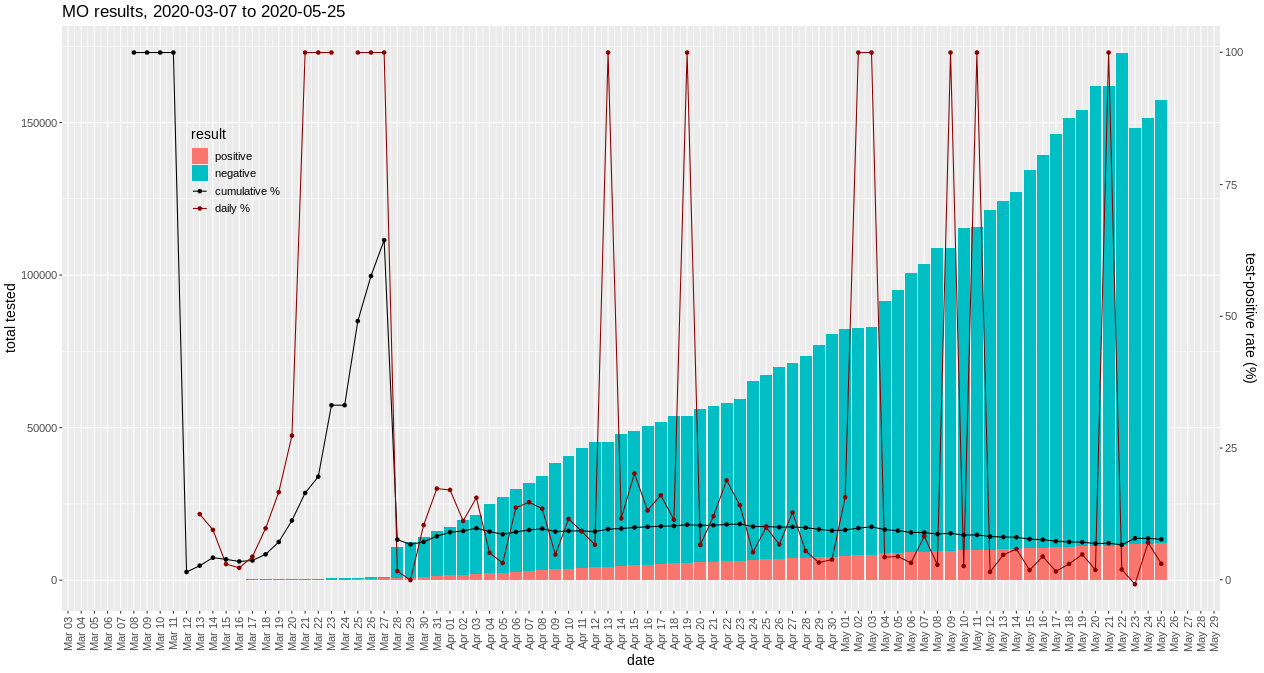 MO results, 2020-03-07 to 2020-05-25
total tested
150000
100000
50000
0
result
positive
negative
cumulative %
daily %
100
75
50
25
0
test-positive rate (%)
Mar 03
Mar 04
Mar 05
Mar 06
Mar 07
Mar 08
Mar 09
Mar 10
Mar 11
Mar 12
Mar 13
Mar 14
Mar 15
Mar 16
Mar 17
Mar 18
Mar 19
Mar 20
Mar 21
Mar 22
Mar 23
Mar 24
Mar 25
Mar 26
Mar 27
Mar 28
Mar 29
Mar 30
Mar 31
Apr 01
Apr 02
Apr 03
Apr 04
Apr 05
Apr 06
Apr 07
Apr 08
Apr 09
Apr 10
Apr 11
Apr 12
Apr 13
Apr 14
Apr 15
Apr 16
Apr 17
Apr 18
Apr 19
Apr 20
Apr 21
Apr 22
Apr 23
Apr 24
Apr 25
Apr 26
Apr 27
Apr 28
Apr 29
Apr 30
May 01
May 02
May 03
May 04
May 05
May 06
May 07
May 08
May 09
May 10
May 11
May 12
May 13
May 14
May 15
May 16
May 17
May 18
May 19
May 20
May 21
May 22
May 23
May 24
May 25
May 26
May 27
May 28
May 29
date